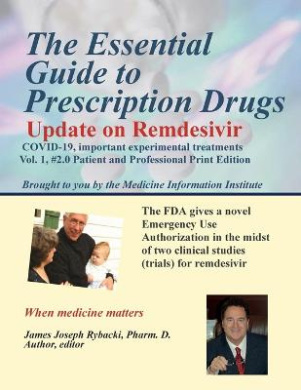 The Essential
Guide to
Prescription Drugs
Update on Remdesivir
COVID-19, important experimental treatments
Vol. 1, #2.0 Patient and Professional Print Edition
Brought to you by the Medicine Information Institute
The FDA gives a novel
Emergency Use
Authorization in the midst
of two clinical studies
(trials) for remdesivir
When medicine matters
James Joseph Rybacki, Pharm. D.
Author, editor